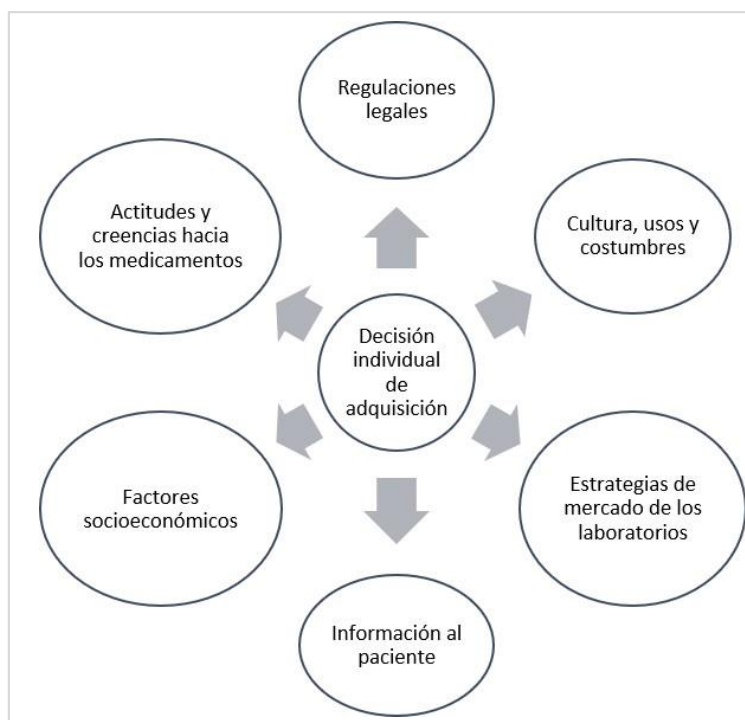 Regulaciones
legales
Actitudes y
creencias hacia
los medicamentos
Cultura, usos y
costumbres
Decisión
individual
de
adquisición
Factores
socioeconómicos
Estrategias de
mercado de los
laboratorios
Información al
paciente